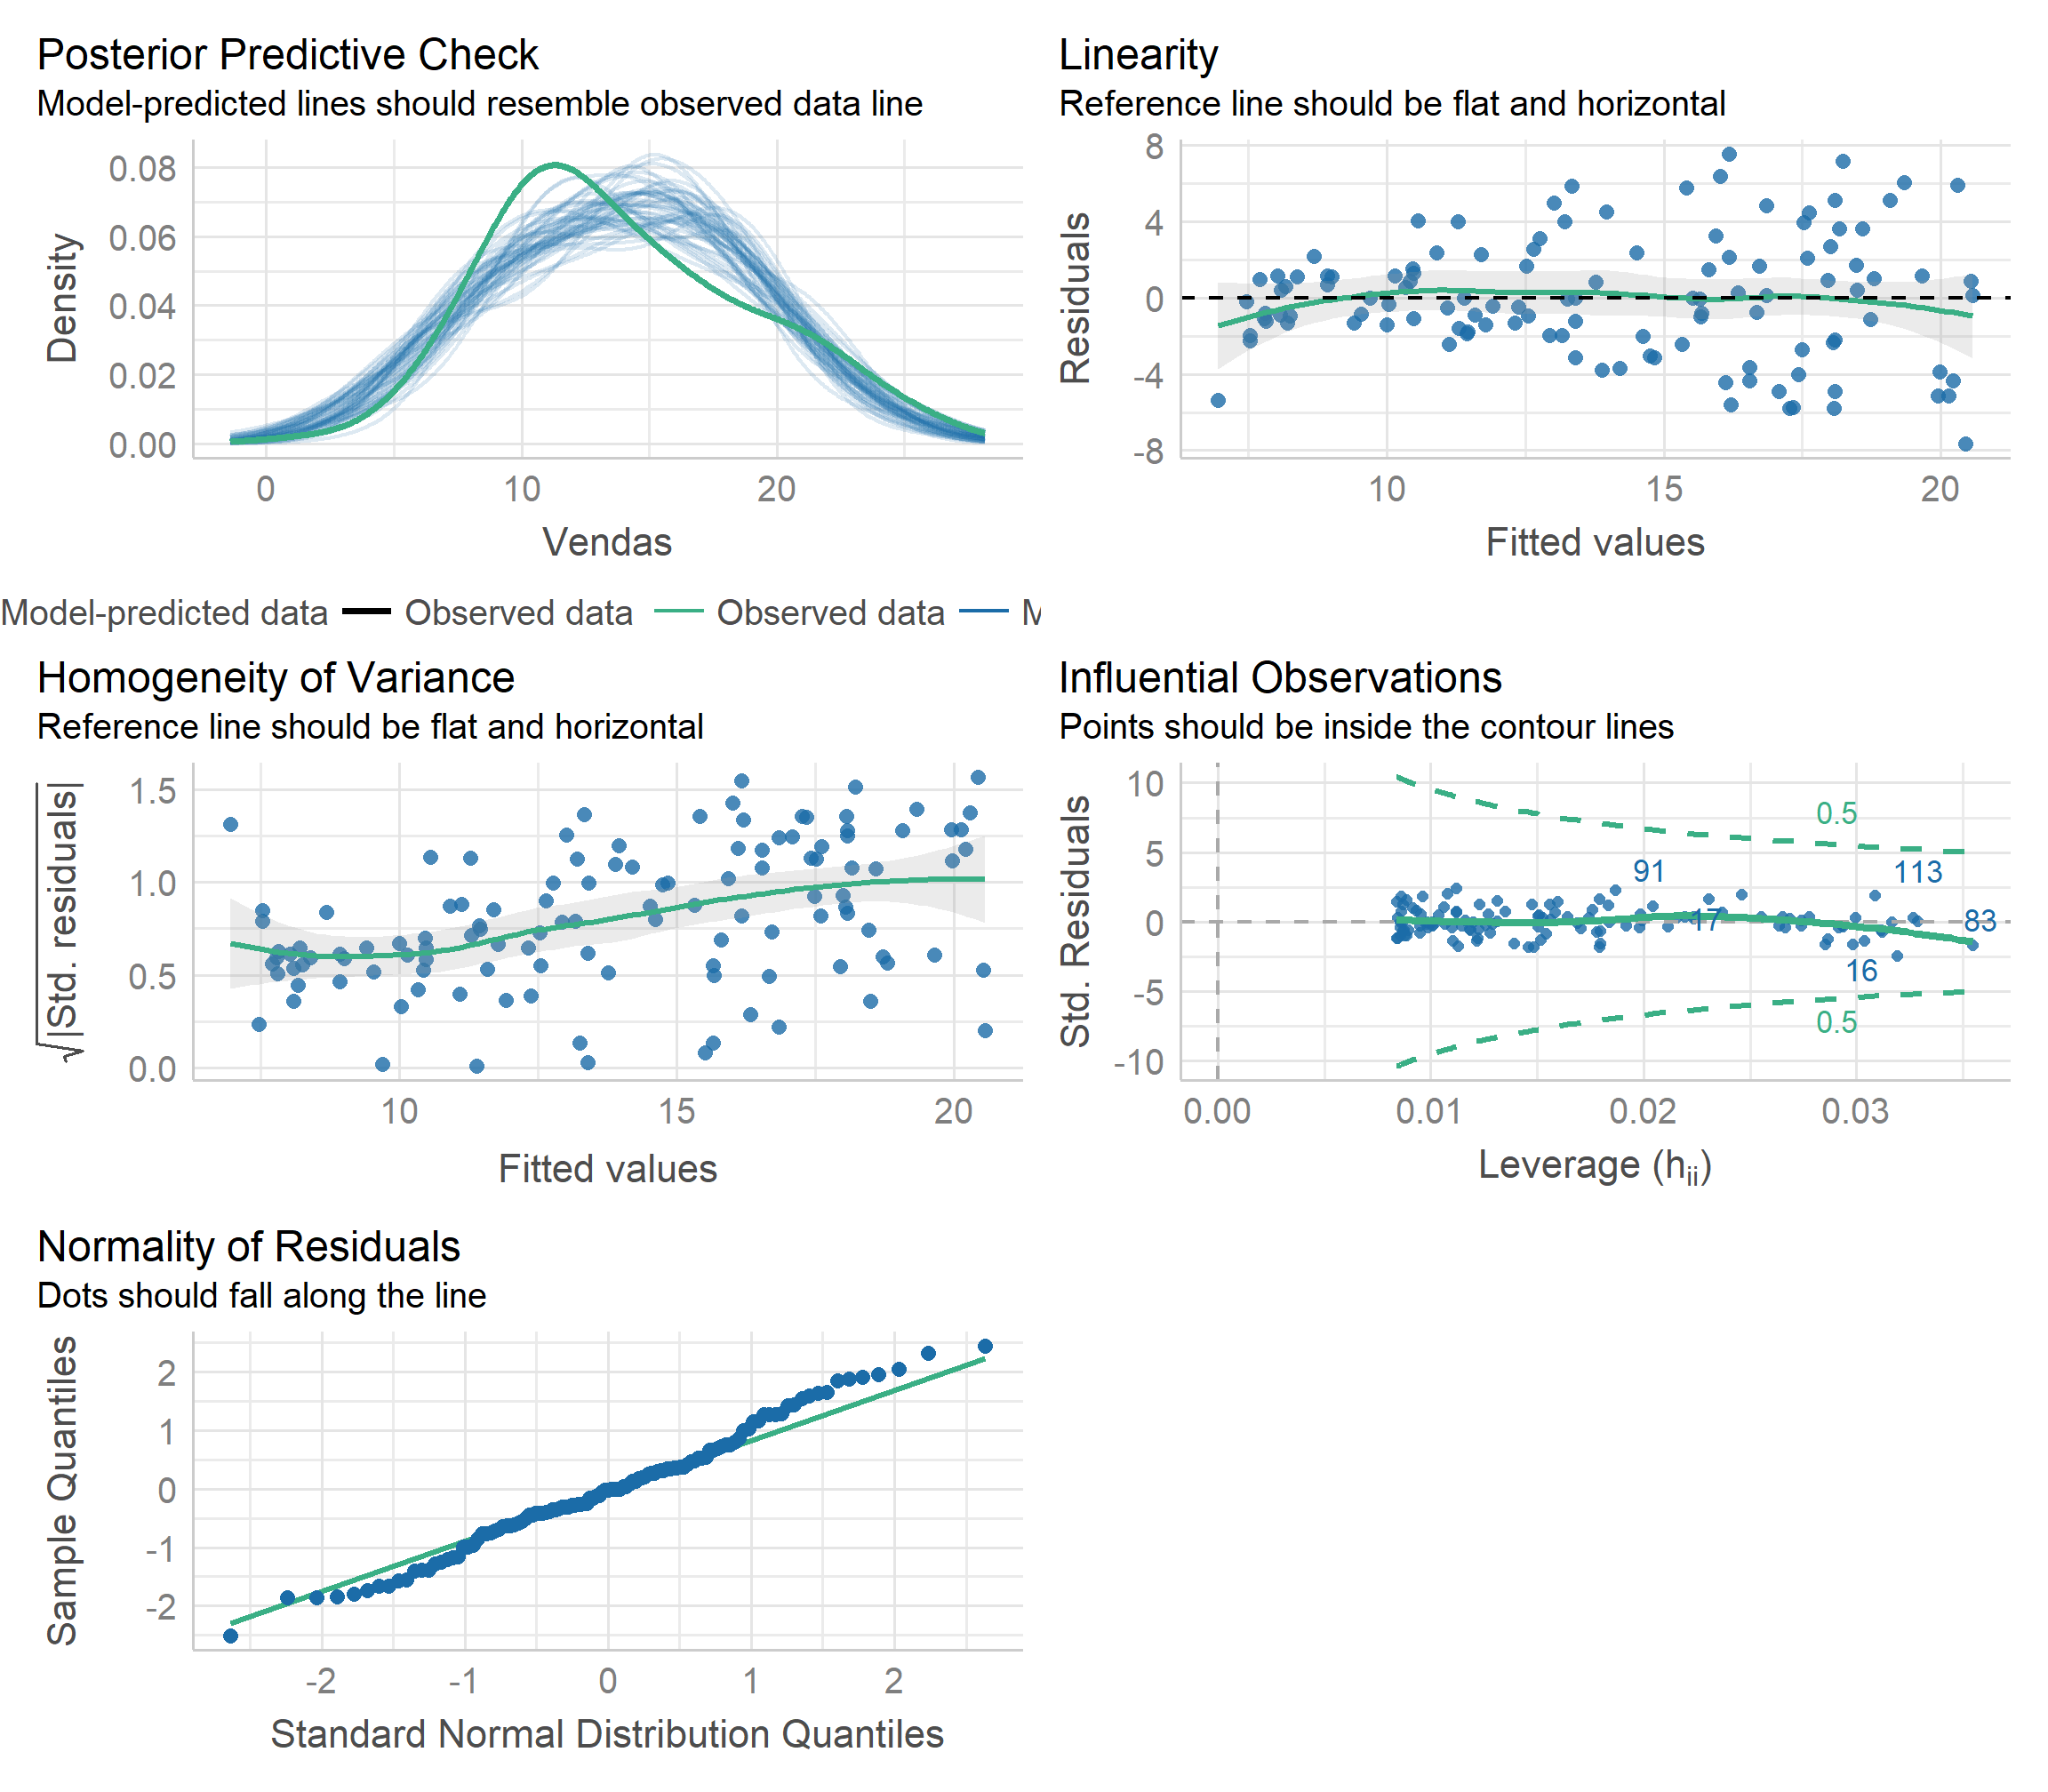 Posterior Predictive Check
Model-predicted lines should resemble observed data line
Density
0.08
0.06
0.04
0.02
0.00
0 10 20
Vendas
Model-predicted data Observed data Observed data M
Linearity
Reference line should be flat and horizontal
Residuals
8
4
0
-4
-8
10 15 20
Fitted values
Homogeneity of Variance
Reference line should be flat and horizontal
√|Std. residuals|
1.5
1.0
0.5
0.0
10 15 20
Fitted values
Influential Observations
Points should be inside the contour lines
Std. Residuals
10
5
0
-5
-10
0.5
91
113
17
83
16
0.5
0.00 0.01 0.02 0.03
Leverage (hii)
Normality of Residuals
Dots should fall along the line
Sample Quantiles
2
1
0
-1
-2
-2 -1 0 1 2
Standard Normal Distribution Quantiles